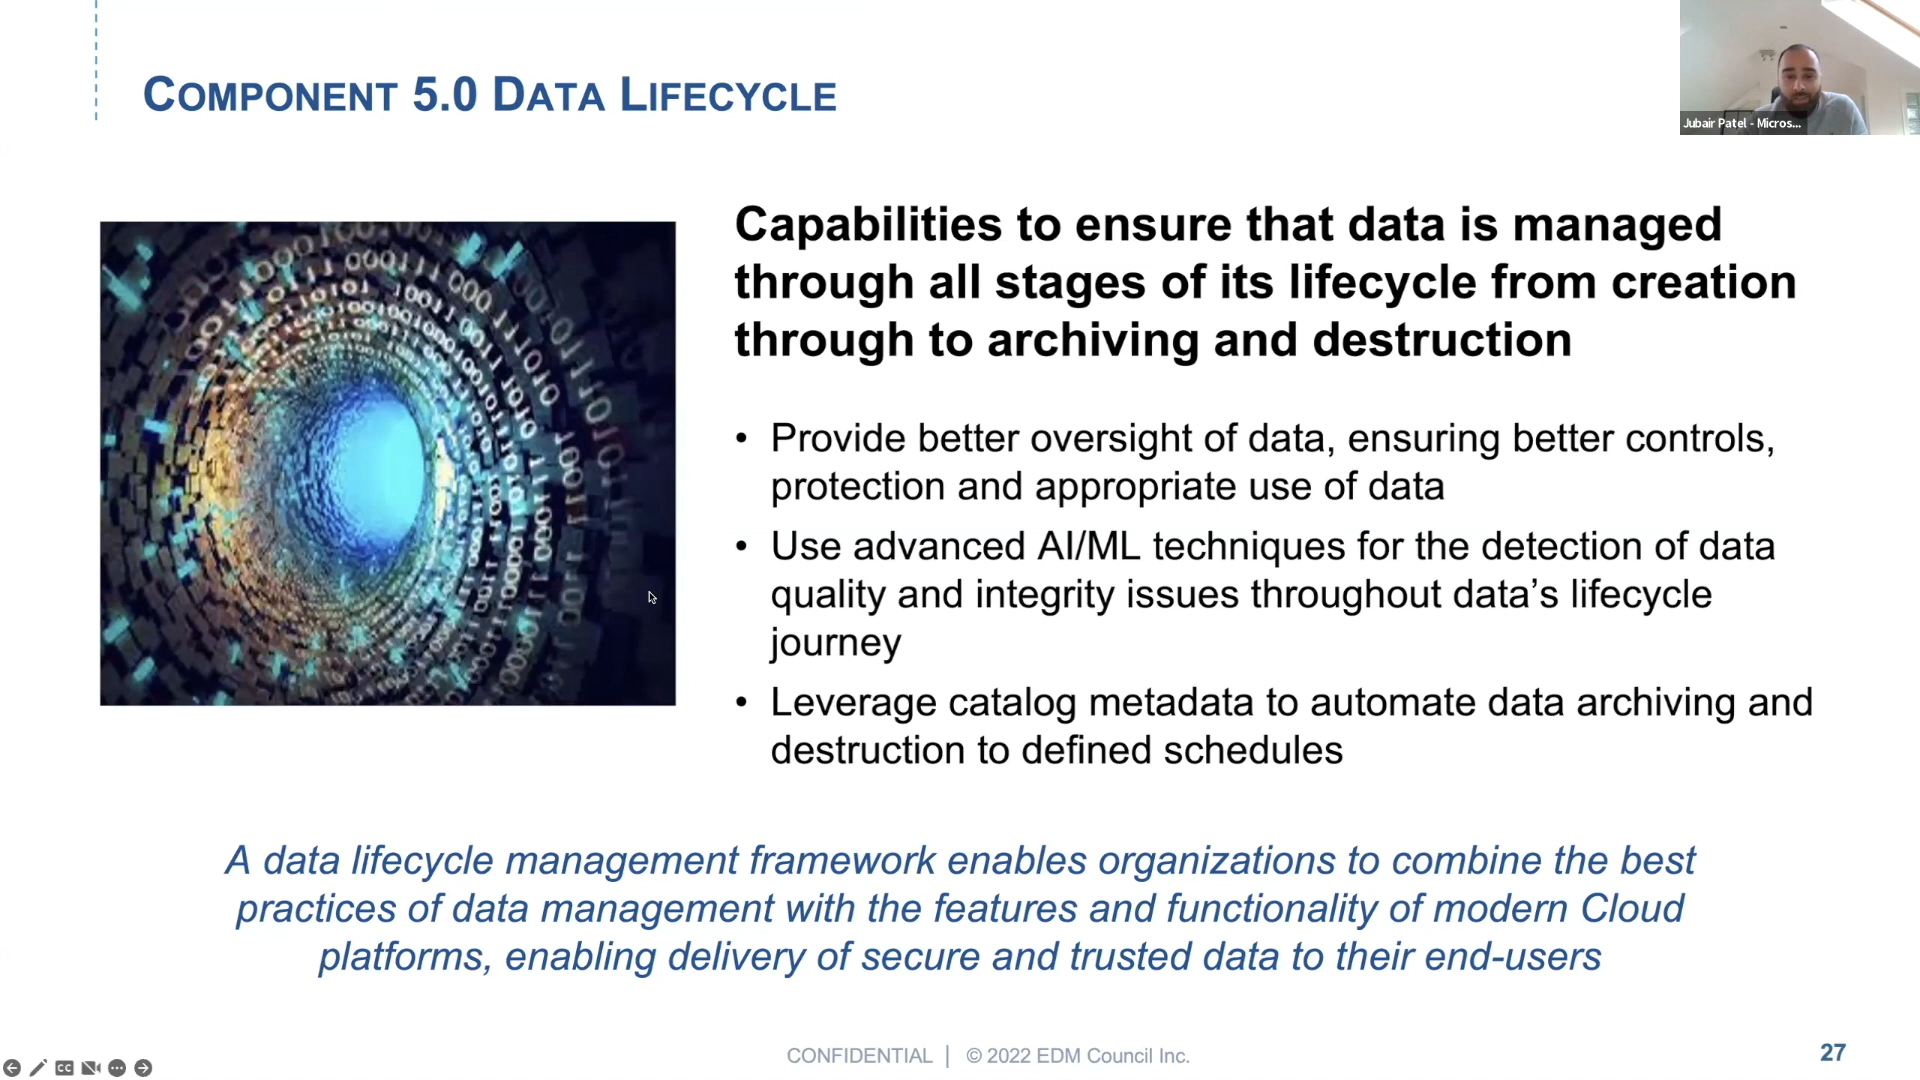 COMPONENT 5.0 DATA LIFECYCLE
Jubair Patel - Micros...
Capabilities to ensure that data is managed
through all stages of its lifecycle from creation
through to archiving and destruction
• Provide better oversight of data, ensuring better controls,
protection and appropriate use of data
• Use advanced AI/ML techniques for the detection of data
quality and integrity issues throughout data’s lifecycle
journey
• Leverage catalog metadata to automate data archiving and
destruction to defined schedules
A data lifecycle management framework enables organizations to combine the best
practices of data management with the features and functionality of modern Cloud
platforms, enabling delivery of secure and trusted data to their end-users
CONFIDENTIAL | © 2022 EDM Council Inc.
27
CC